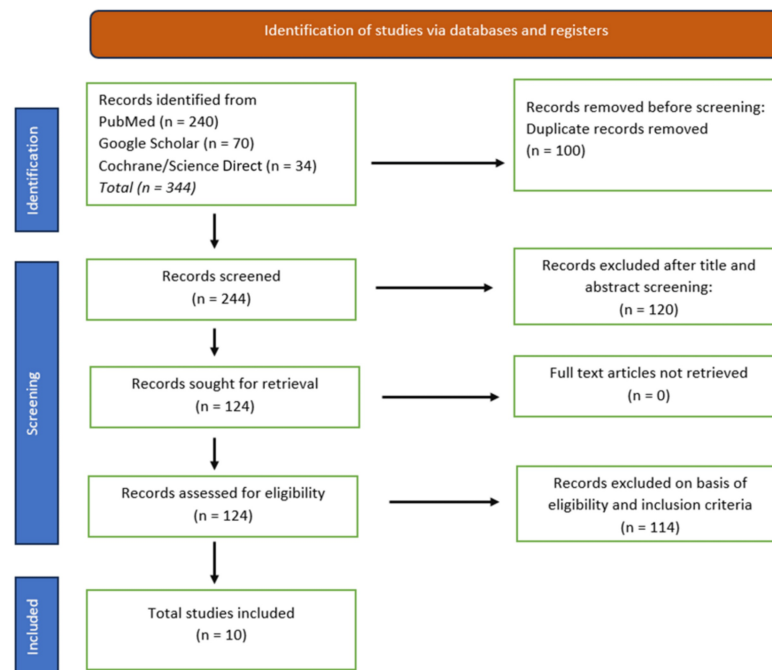 Identification of studies via databases and registers
Identification
Records identified from
PubMed (n = 240)
Google Scholar (n = 70)
Cochrane/Science Direct (n = 34)
Total (n = 344)
Records removed before screening:
Duplicate records removed
(n = 100)
Screening
Records screened
(n = 244)
Records excluded after title and
abstract screening:
(n = 120)
Records sought for retrieval
(n = 124)
Full text articles not retrieved
(n = 0)
Records assessed for eligibility
(n = 124)
Records excluded on basis of
eligibility and inclusion criteria
(n = 114)
Included
Total studies included
(n = 10)